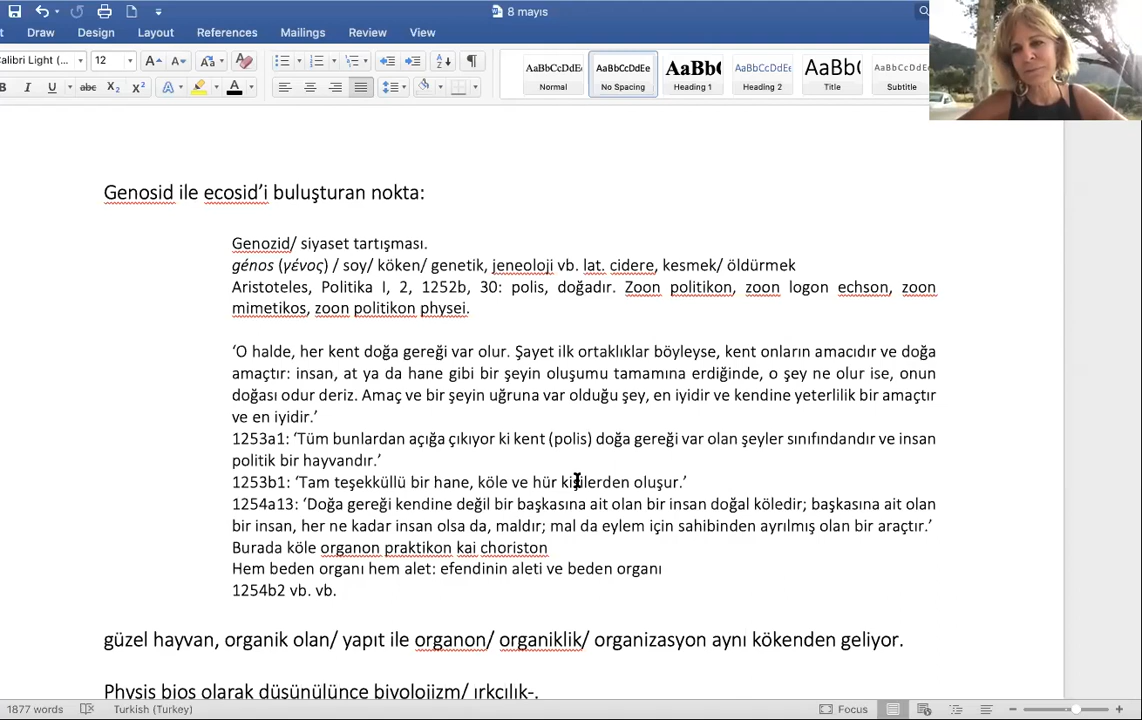 8 mayıs
Draw Design Layout References Mailings Review View
alibri Light (... 12
AaBbCcDdEe AaBbCcDdEe AaBbC AaBbCcDdEe AaBbC AaBbCcDdEe
Normal No Spacing Heading 1 Heading 2 Title Subtitle
Genosid ile ecosid’i buluşturan nokta:
Genozid/ siyaset tartışması.
génos (γένος) / soy/ köken/ genetik, jeneoloji vb. lat. cidere, kesmek/ öldürmek
Aristoteles, Politika I, 2, 1252b, 30: polis, doğadır. Zoon politikon, zoon logon echson, zoon
mimetikos, zoon politikon physei.
‘O halde, her kent doğa gereği var olur. Şayet ilk ortaklıklar böyleyse, kent onların amacıdır ve doğa
amaçtır: insan, at ya da hane gibi bir şeyin oluşumu tamamına erdiğinde, o şey ne olur ise, onun
doğası odur deriz. Amaç ve bir şeyin uğruna var olduğu şey, en iyidir ve kendine yeterlilik bir amaçtır
ve en iyidir.’
1253a1: ‘Tüm bunlardan açığa çıkıyor ki kent (polis) doğa gereği var olan şeyler sınıfındandır ve insan
politik bir hayvandır.’
1253b1: ‘Tam teşekküllü bir hane, köle ve hür kişilerden oluşur.’
1254a13: ‘Doğa gereği kendine değil bir başkasına ait olan bir insan doğal köledir; başkasına ait olan
bir insan, her ne kadar insan olsa da, maldır; mal da eylem için sahibinden ayrılmış olan bir araçtır.’
Burada köle organon praktikon kai choriston
Hem beden organı hem alet: efendinin aleti ve beden organı
1254b2 vb. vb.
güzel hayvan, organik olan/ yapıt ile organon/ organiklik/ organizasyon aynı kökenden geliyor.
Physis bios olarak düşünülünce biyolojizm/ ırkçılık-.
1877 words Turkish (Turkey) Focus